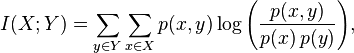 I(X;Y) = \sum_{y \in Y} \sum_{x \in X} p(x,y) \log \left( \frac{p(x,y)}{p(x)\,p(y)} \right),